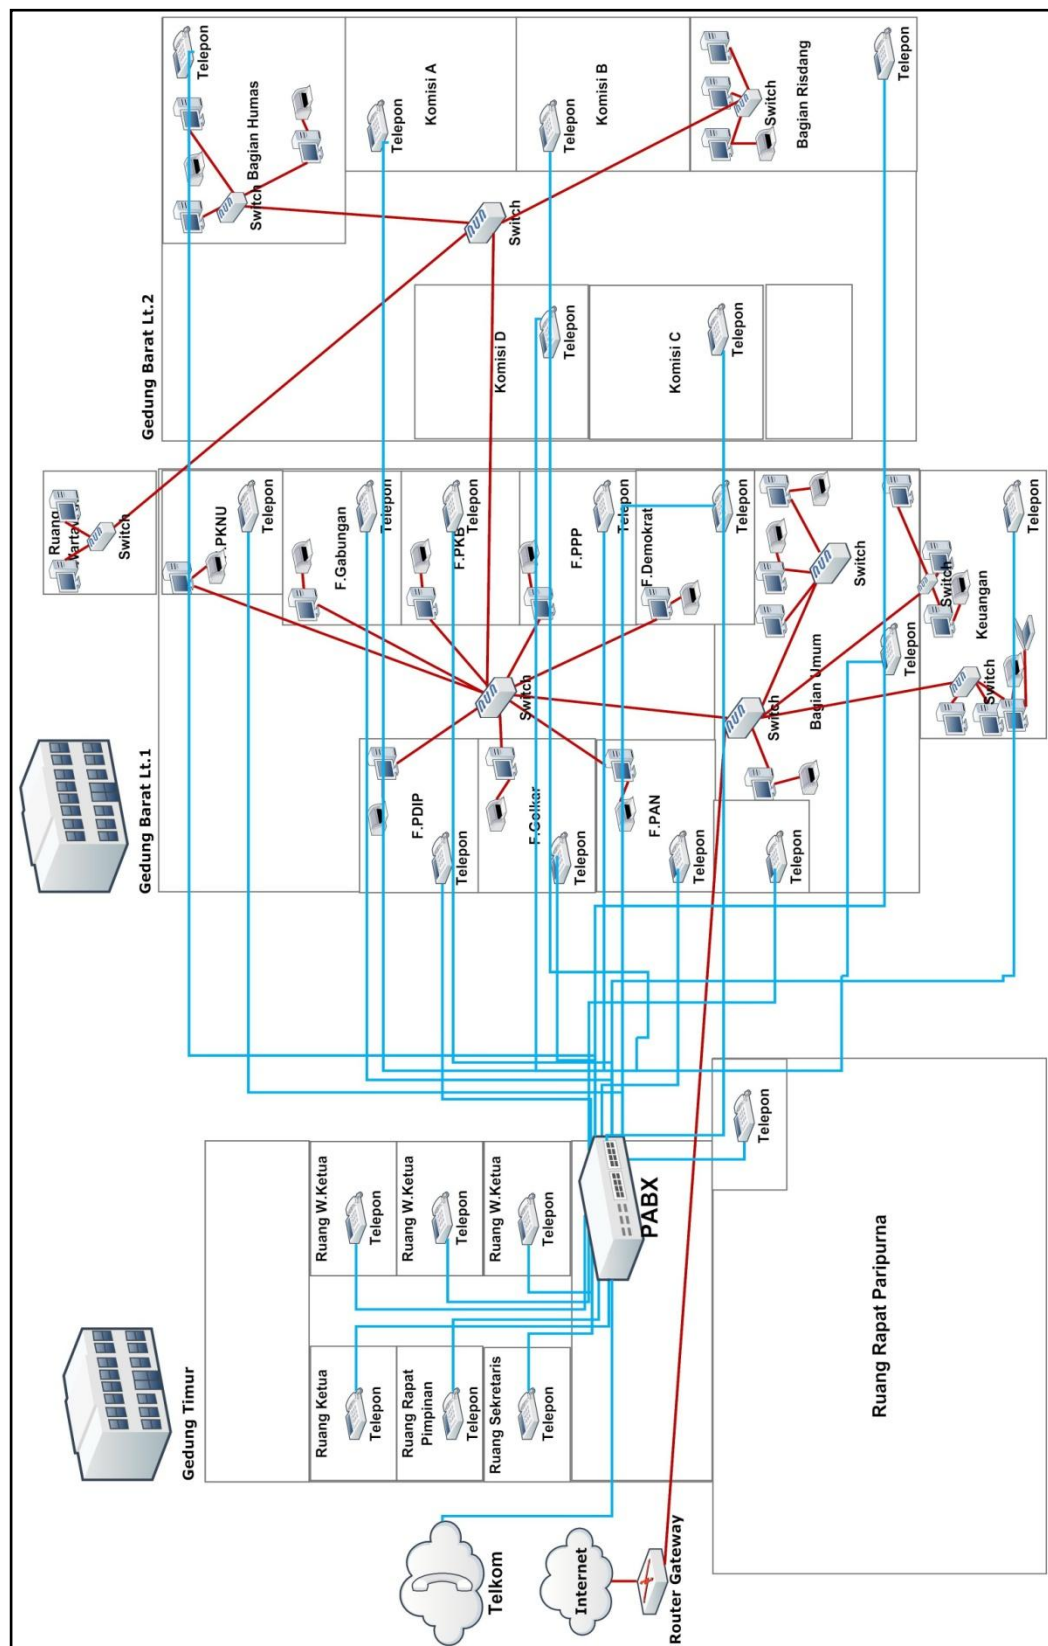 Telkom
Internet
Router Gateway
Gedung Timur
Ruang Ketua
Telepon
Ruang Rapat
Pimpinan
Telepon
Ruang Sekretaris
Telepon
Ruang W.Ketua
Telepon
Ruang W.Ketua
Telepon
Ruang W.Ketua
Telepon
PABX
Telepon
Ruang Rapat Paripurna
Gedung Barat Lt.1
F.PDIP
Telepon
F.Golkar
Telepon
F.PAN
Telepon
Telepon
Switch
Switch
Bagian Umum
Telepon
Switch
Ruang
.PKNU
Telepon
F.Gabungan
Telepon
F.PKB
Telepon
F.PPP
Telepon
F.Demokrat
Telepon
Switch
Switch
Switch
Keuangan
Telepon
Switch
Gedung Barat Lt.2
Komisi D
Telepon
Komisi C
Telepon
Switch
Bagian Humas
Telepon
Switch
Komisi A
Telepon
Komisi B
Telepon
Switch
Bagian Risdang
Telepon